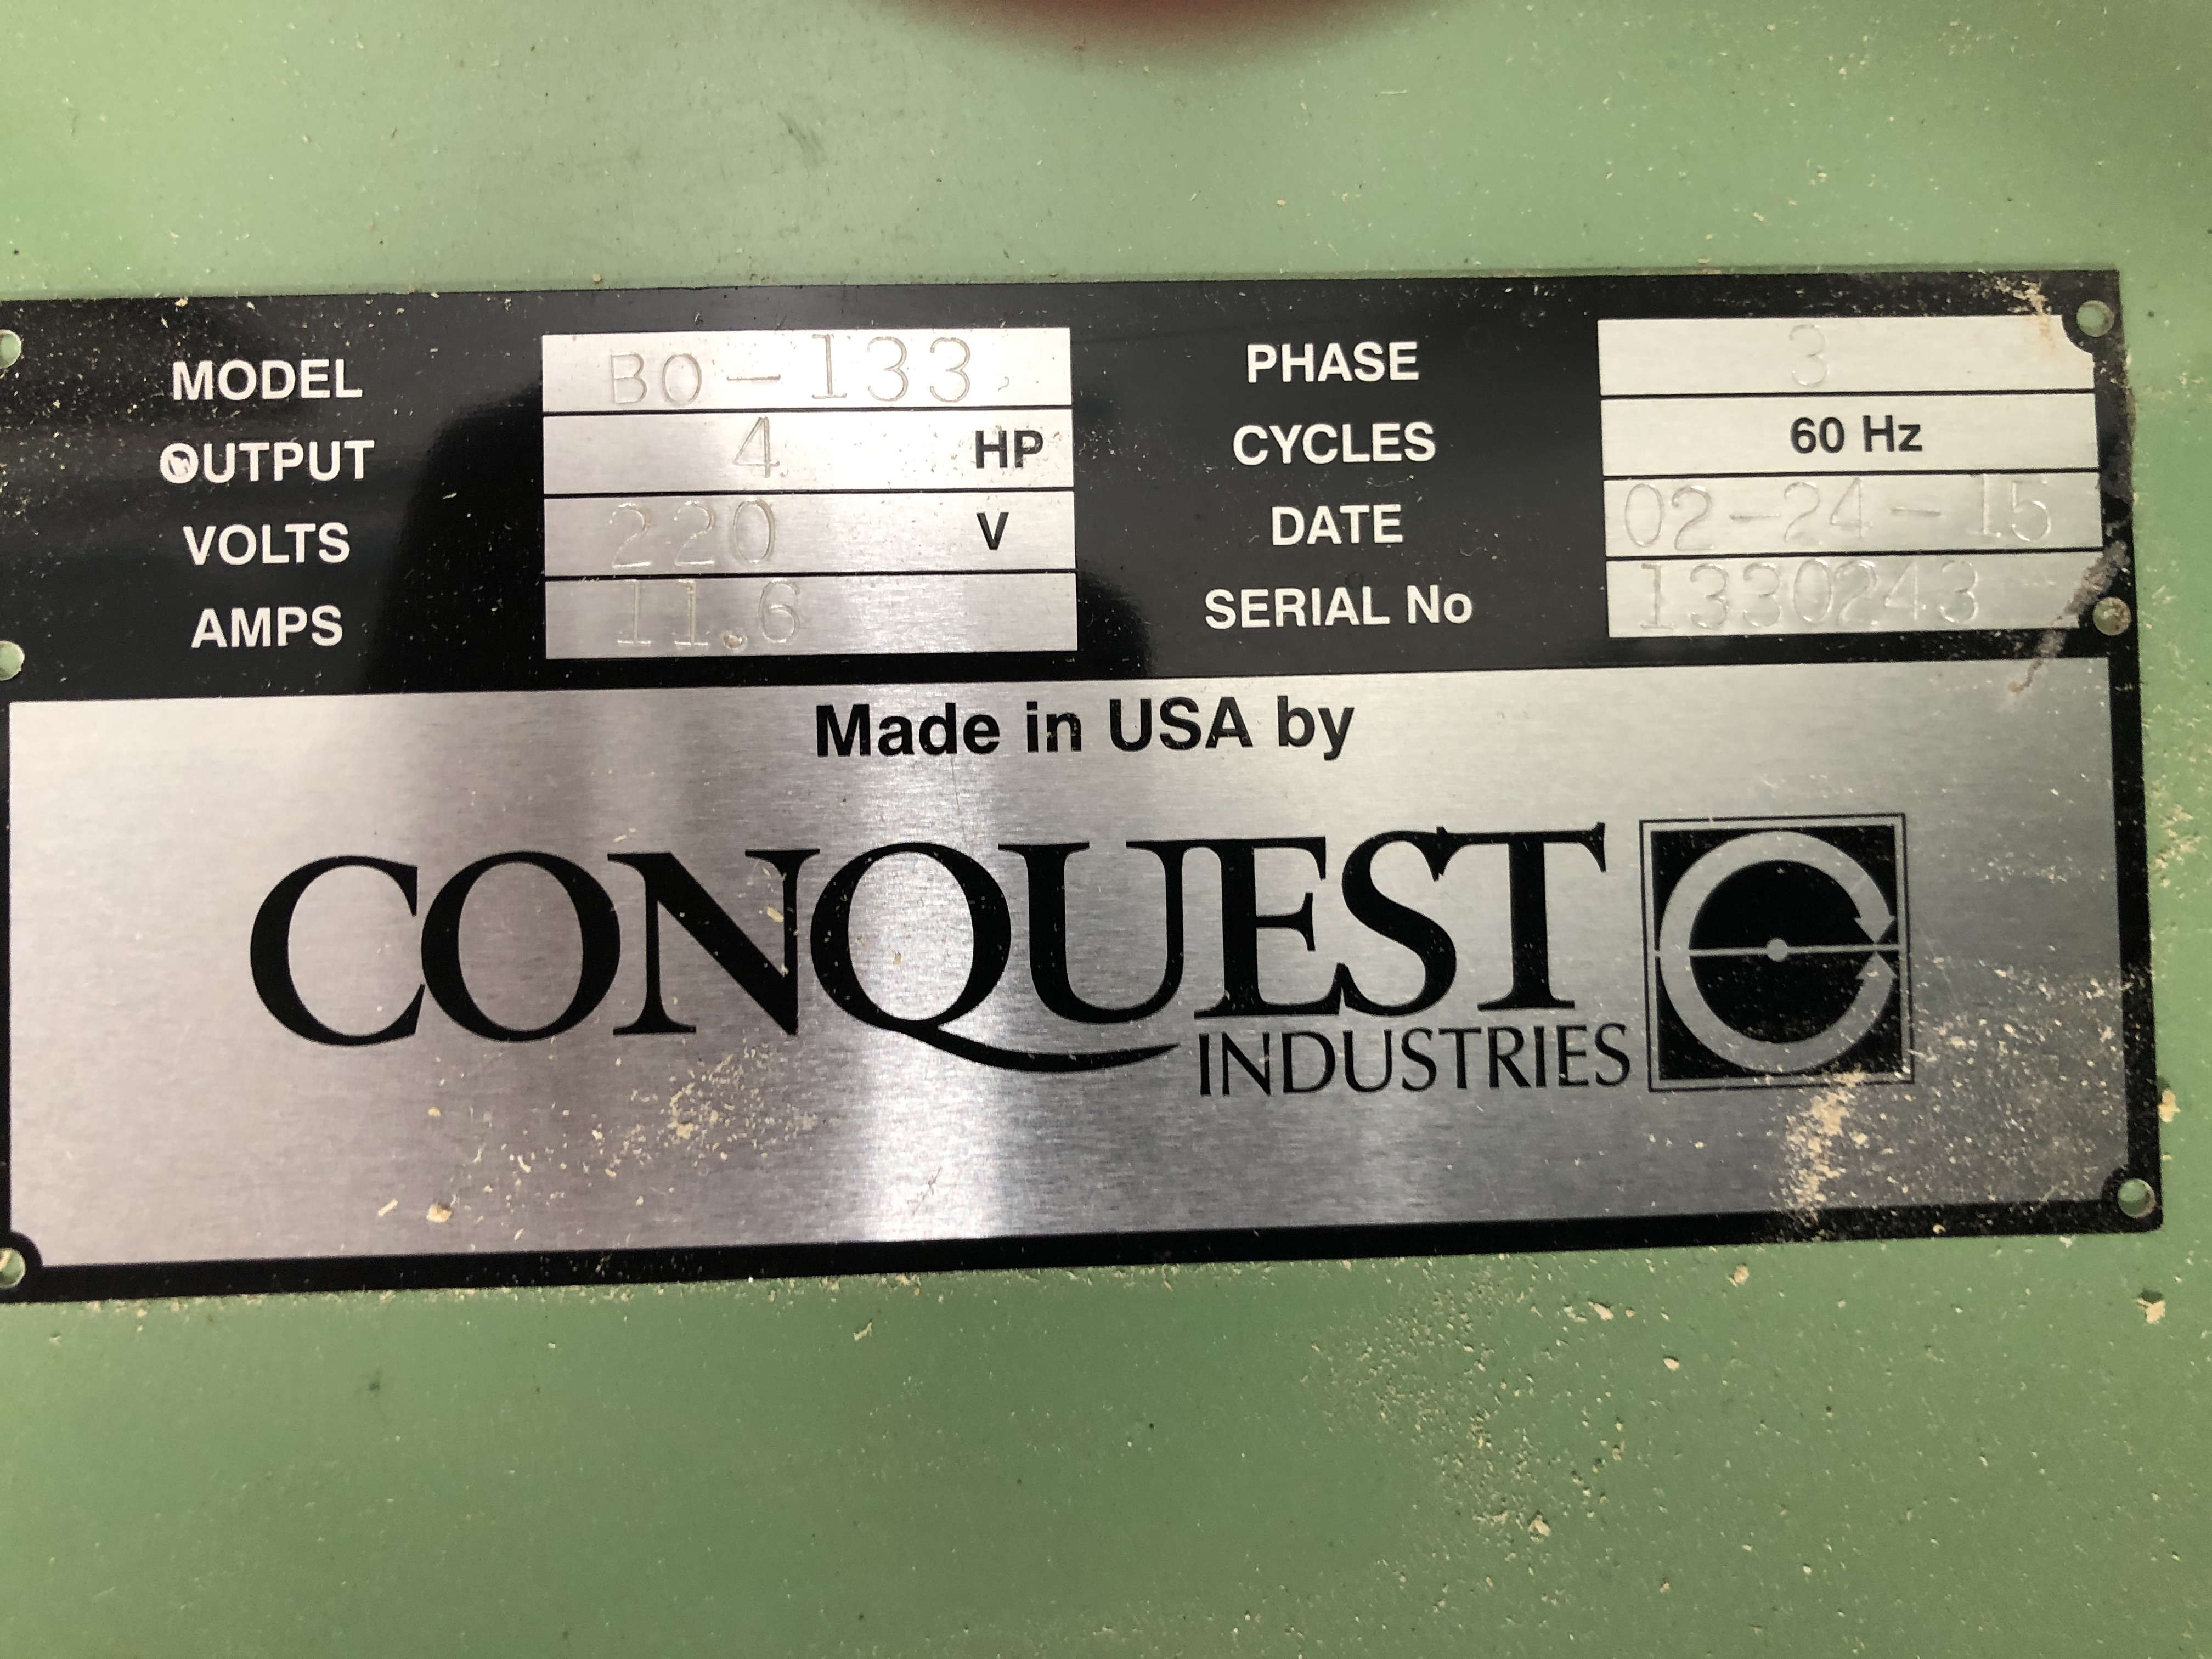 MODEL BO-133
OUTPUT 4 HP
VOLTS 220 V
AMPS 11.6
PHASE 3
CYCLES 60 Hz
DATE 02-24-15
SERIAL No 1330243
Made in USA by
CONQUEST
INDUSTRIES